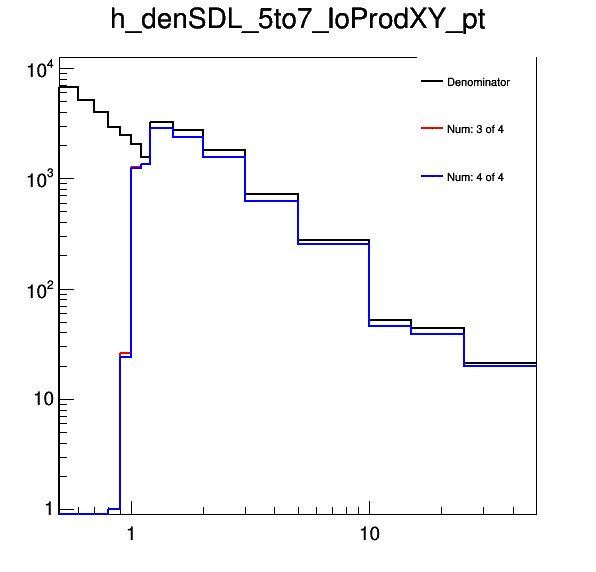 h_denSDL_5to7_loProdXY_pt
10⁴
Denominator
Num: 3 of 4
10³
Num: 4 of 4
10²
10
1
1
10